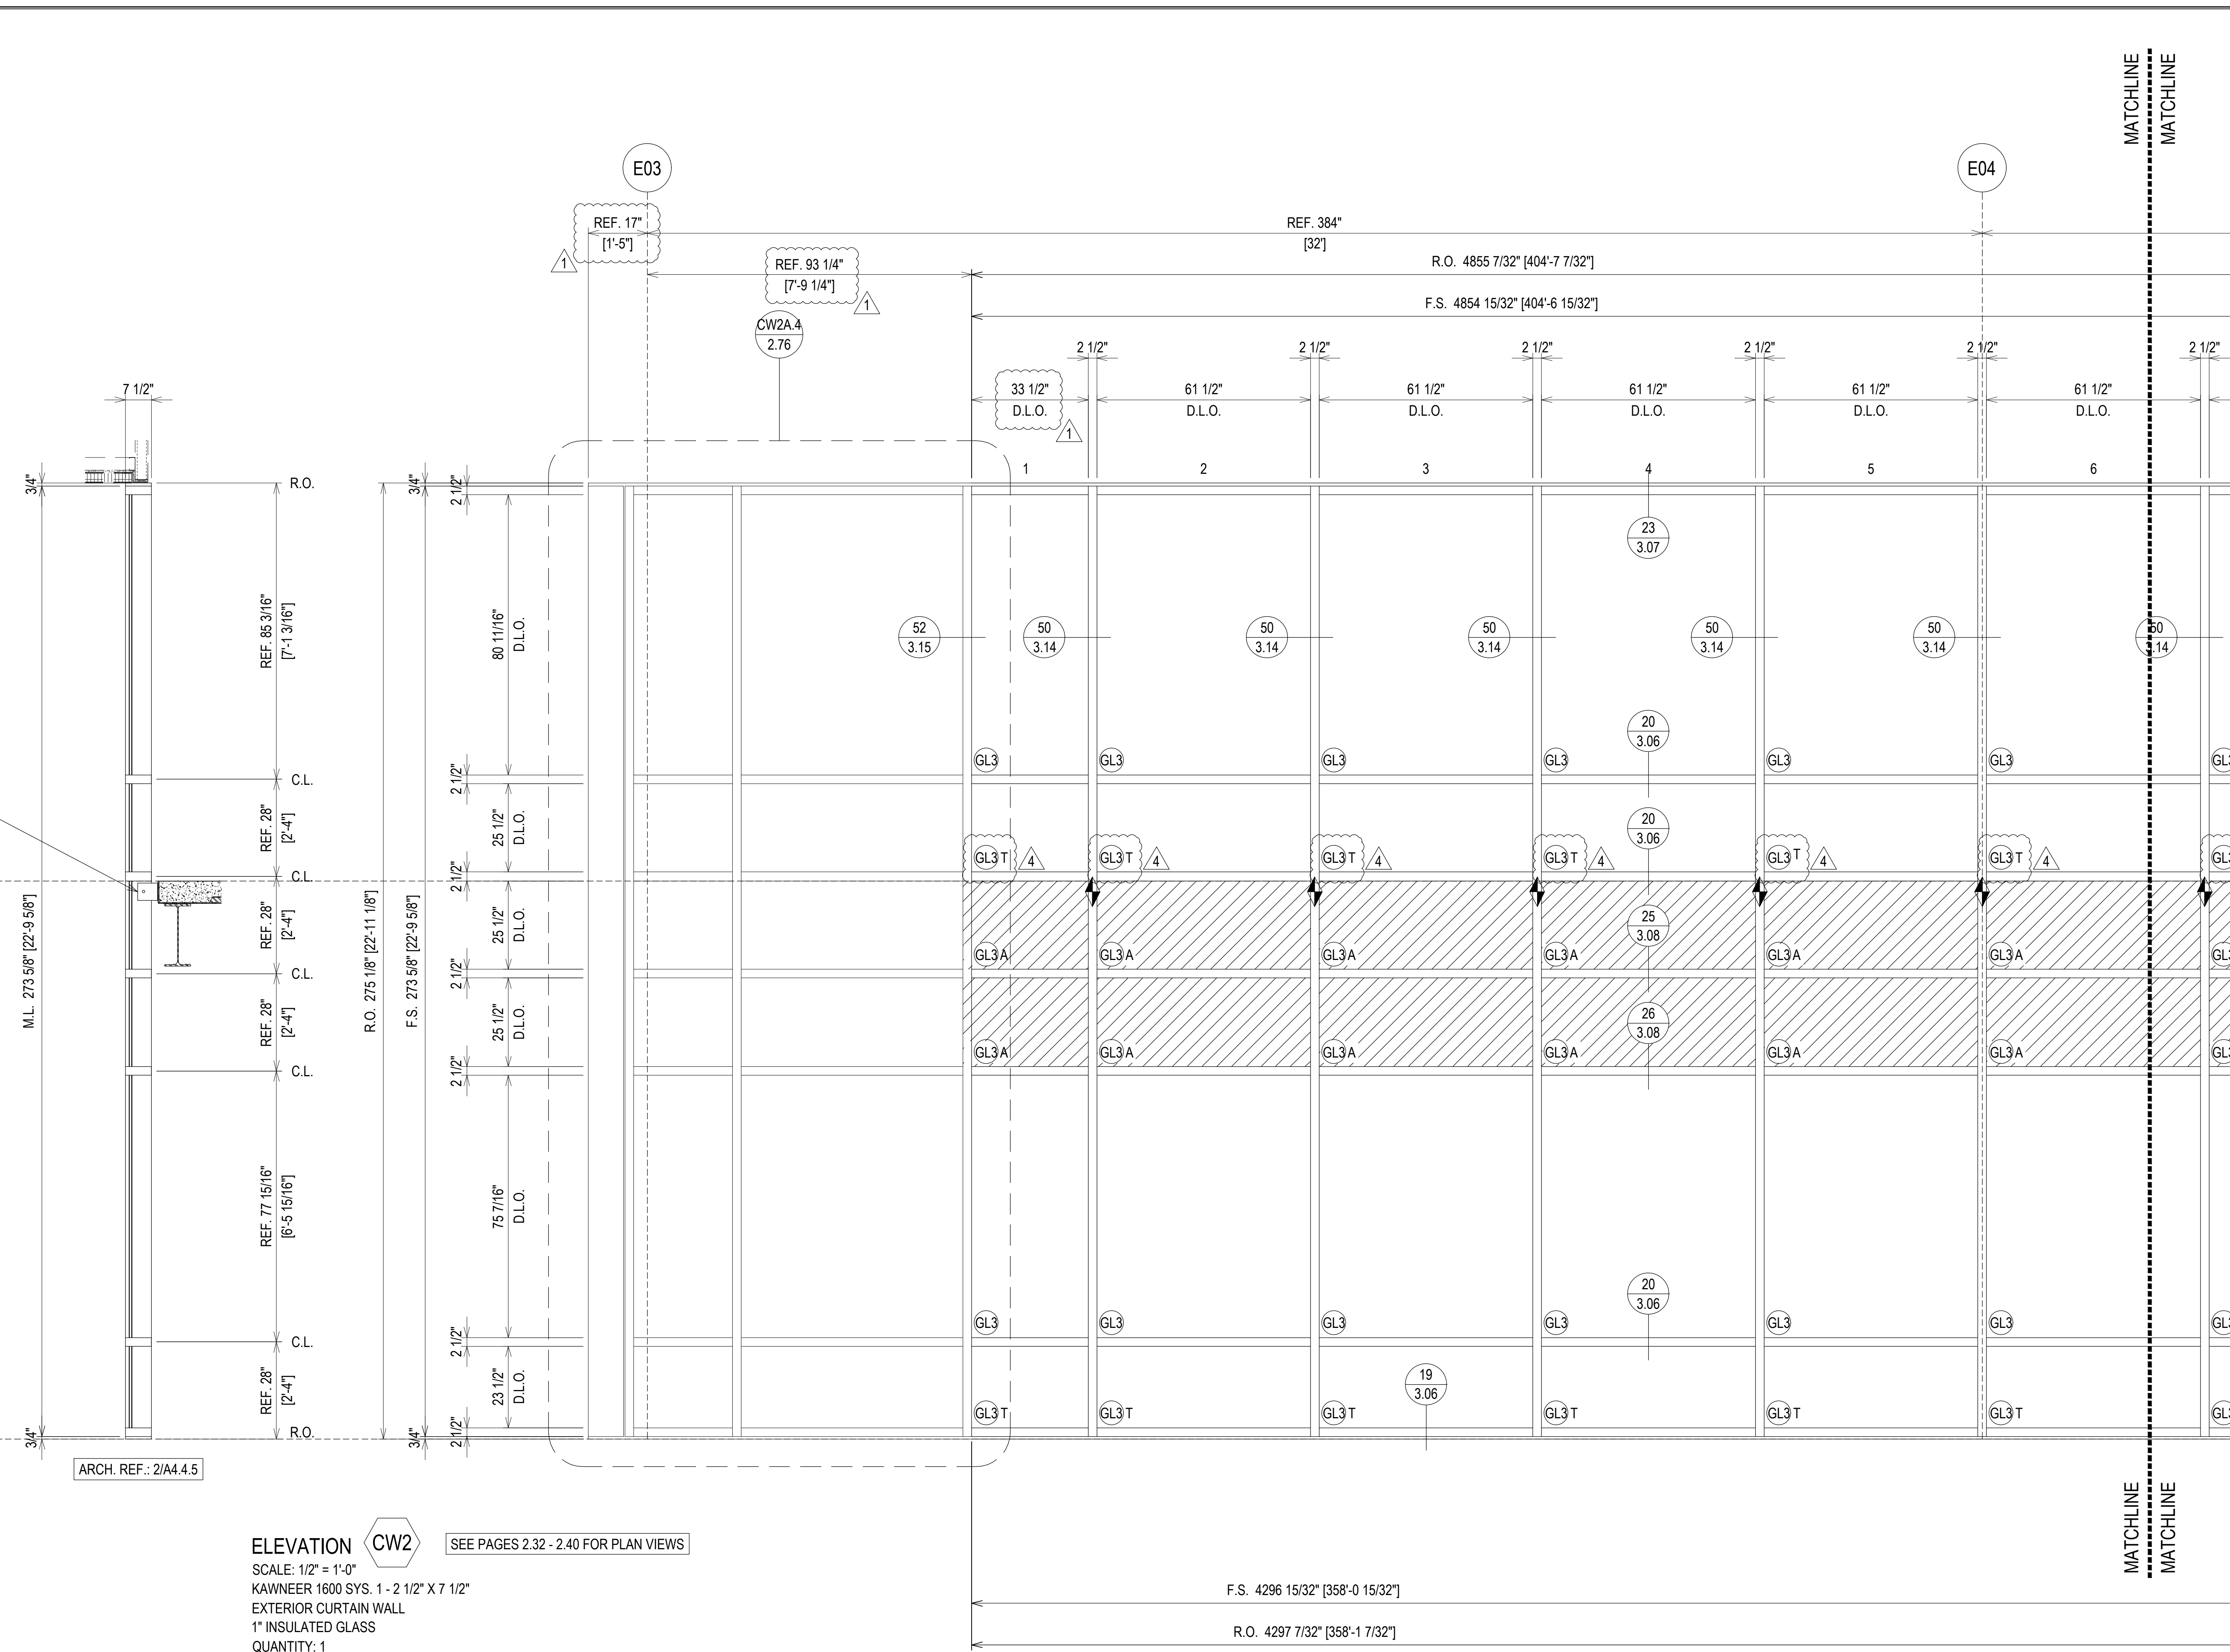 MATCHLINE
MATCHLINE
E03
E04
REF. 17"
[1'-5"]
1
REF. 384"
[32']
REF. 93 1/4"
[7'-9 1/4"]
1
R.O. 4855 7/32" [404'-7 7/32"]
F.S. 4854 15/32" [404'-6 15/32"]
CW2A.4
2.76
2 1/2"
2 1/2"
2 1/2"
2 1/2"
2 1/2"
2 1/2"
7 1/2"
33 1/2"
D.L.O.
1
61 1/2"
D.L.O.
61 1/2"
D.L.O.
61 1/2"
D.L.O.
61 1/2"
D.L.O.
61 1/2"
D.L.O.
1
2
3
4
5
6
3/4"
R.O.
3/4"
2 1/2"
23
3.07
REF. 85 3/16"
[7'-1 3/16"]
80 11/16"
D.L.O.
52
3.15
50
3.14
50
3.14
50
3.14
50
3.14
50
3.14
50
3.14
20
3.06
GL3
GL3
GL3
GL3
GL3
GL3
C.L.
2 1/2"
REF. 28"
[2'-4"]
25 1/2"
D.L.O.
20
3.06
GL3 T
4
GL3 T
4
GL3 T
4
GL3 T
4
GL3 T
4
GL3 T
4
C.L.
2 1/2"
M.L. 273 5/8" [22'-9 5/8"]
R.O. 275 1/8" [22'-11 1/8"]
F.S. 273 5/8" [22'-9 5/8"]
REF. 28"
[2'-4"]
25 1/2"
D.L.O.
25
3.08
GL3 A
GL3 A
GL3 A
GL3 A
GL3 A
GL3 A
C.L.
2 1/2"
REF. 28"
[2'-4"]
25 1/2"
D.L.O.
26
3.08
GL3 A
GL3 A
GL3 A
GL3 A
GL3 A
GL3 A
C.L.
2 1/2"
REF. 77 15/16"
[6'-5 15/16"]
75 7/16"
D.L.O.
20
3.06
GL3
GL3
GL3
GL3
GL3
GL3
C.L.
2 1/2"
REF. 28"
[2'-4"]
23 1/2"
D.L.O.
19
3.06
GL3 T
GL3 T
GL3 T
GL3 T
GL3 T
GL3 T
3/4"
R.O.
3/4"
2 1/2"
ARCH. REF.: 2/A4.4.5
MATCHLINE
MATCHLINE
ELEVATION CW2
SEE PAGES 2.32 - 2.40 FOR PLAN VIEWS
SCALE: 1/2" = 1'-0"
KAWNEER 1600 SYS. 1 - 2 1/2" X 7 1/2"
EXTERIOR CURTAIN WALL
1" INSULATED GLASS
QUANTITY: 1
F.S. 4296 15/32" [358'-0 15/32"]
R.O. 4297 7/32" [358'-1 7/32"]